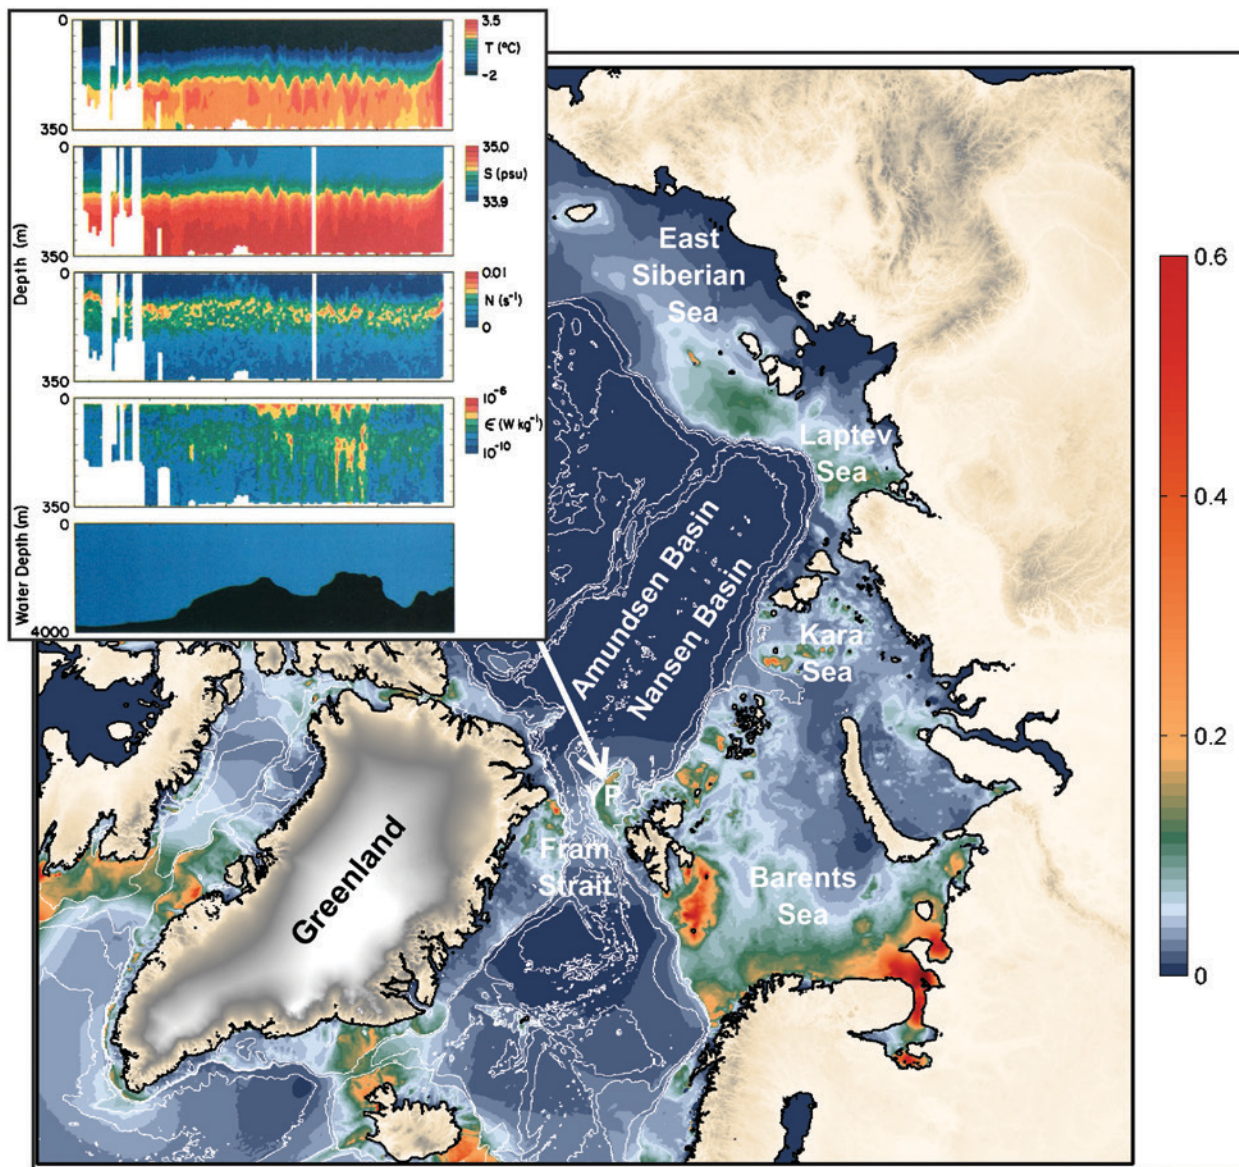 0
350
3.5
T (°C)
-2
350
35.0
S (psu)
33.9
0
350
0.01
N (s⁻¹)
0
0
350
10⁻⁶
ϵ (W kg⁻¹)
10⁻¹⁰
0
4000
Depth (m)
Water Depth (m)
East
Siberian
Sea
Laptev
Sea
Amundsen Basin
Nansen Basin
Kara
Sea
P
Fram
Strait
Barents
Sea
Greenland
0.6
0.4
0.2
0